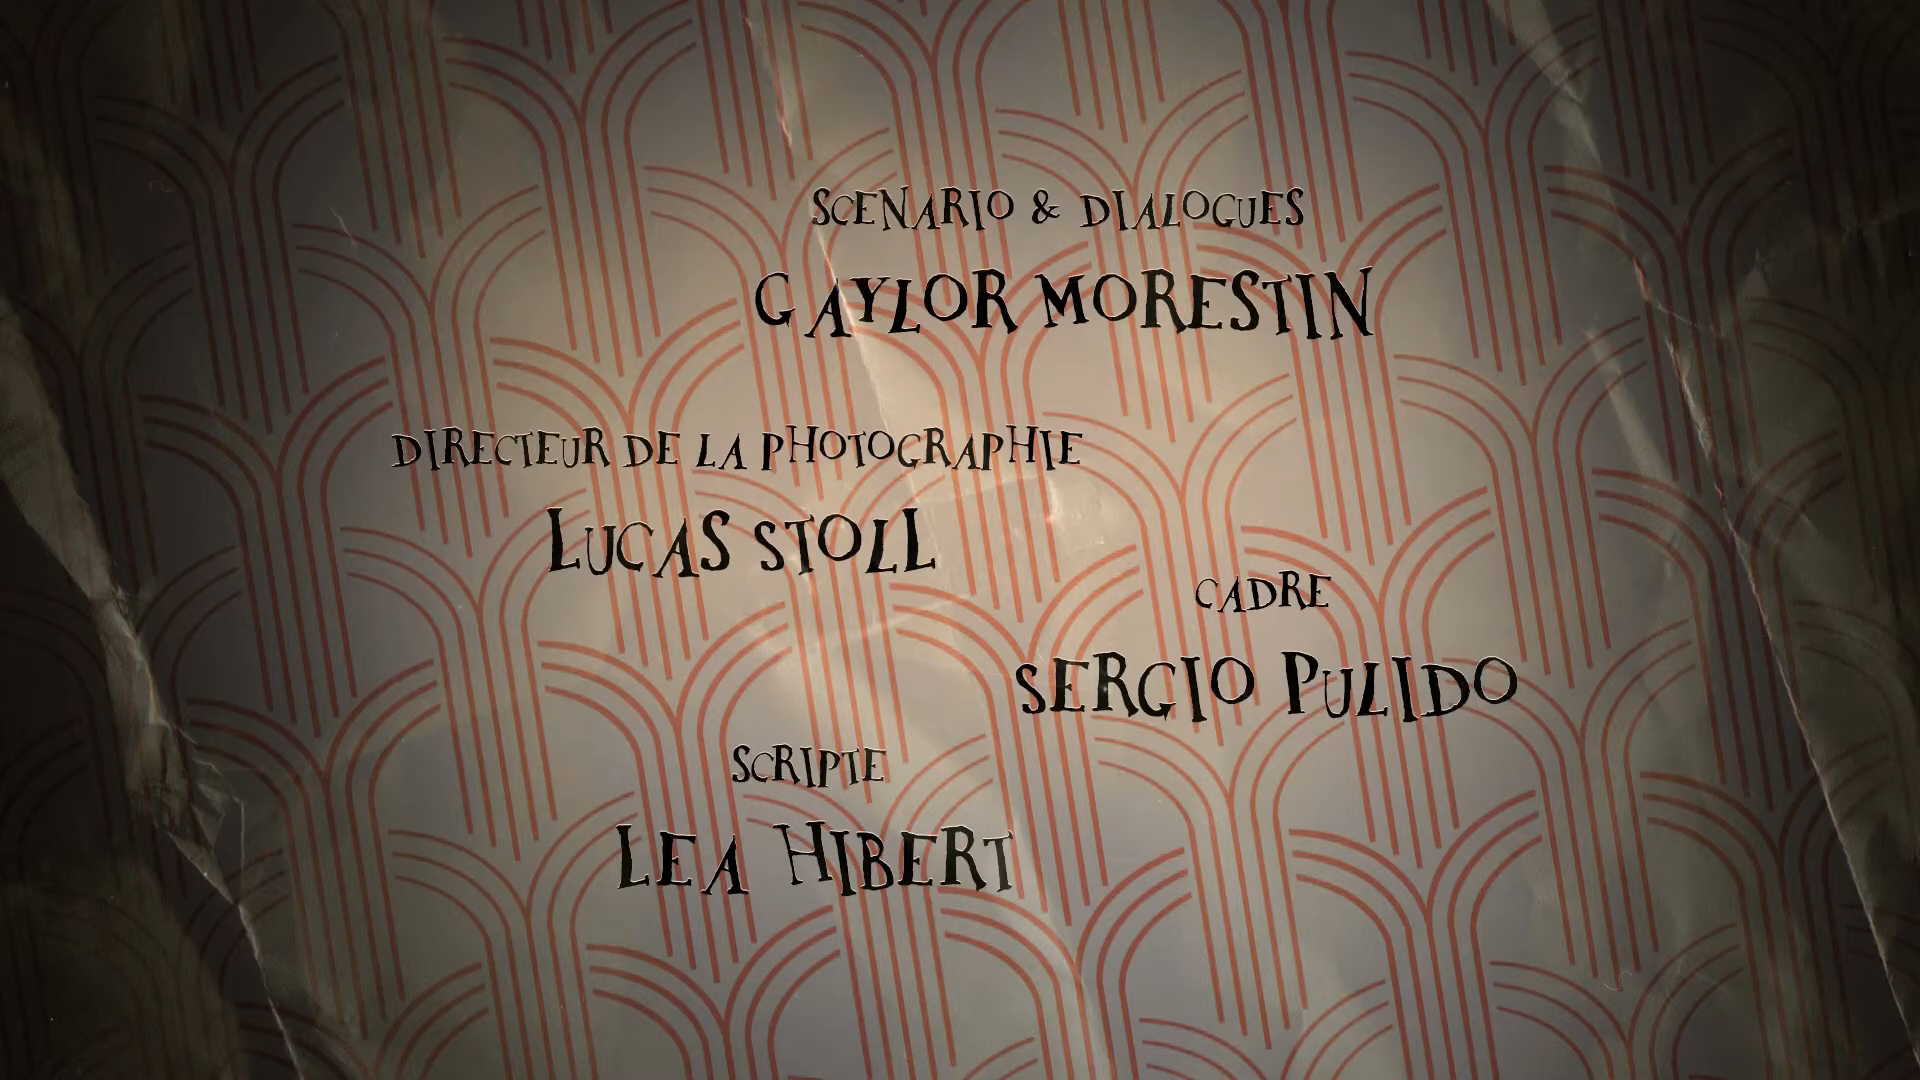 SCENARIO & DIALOGUES
GAYLOR MORESTIN
DIRECTEUR DE LA PHOTOGRAPHIE
LUCAS STOLL
CADRE
SERGIO PULIDO
SCRIPTE
LEA HIBERT